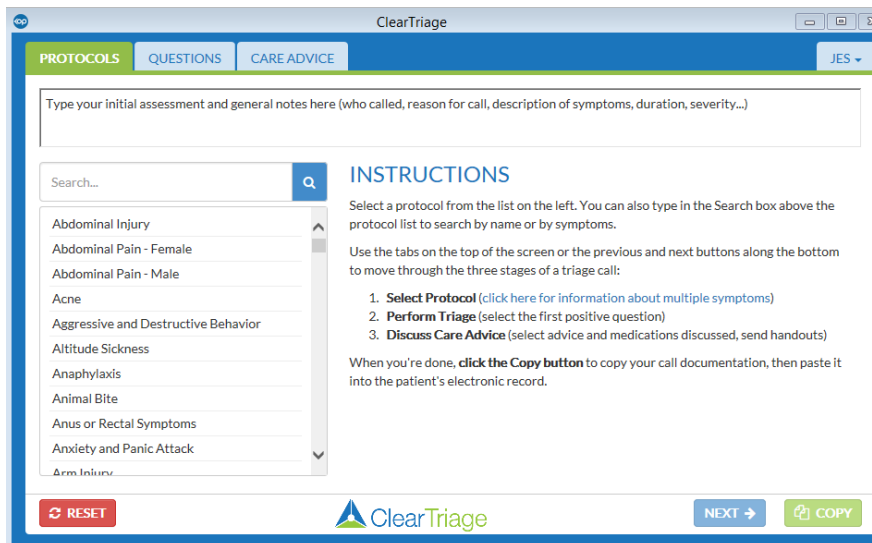 op
ClearTriage
PROTOCOLS
QUESTIONS
CARE ADVICE
JES
Type your initial assessment and general notes here (who called, reason for call, description of symptoms, duration, severity...)
Search...
Abdominal Injury
Abdominal Pain - Female
Abdominal Pain - Male
Acne
Aggressive and Destructive Behavior
Altitude Sickness
Anaphylaxis
Animal Bite
Anus or Rectal Symptoms
Anxiety and Panic Attack
Arm Injury
INSTRUCTIONS
Select a protocol from the list on the left. You can also type in the Search box above the
protocol list to search by name or by symptoms.
Use the tabs on the top of the screen or the previous and next buttons along the bottom
to move through the three stages of a triage call:
1. Select Protocol (click here for information about multiple symptoms)
2. Perform Triage (select the first positive question)
3. Discuss Care Advice (select advice and medications discussed, send handouts)
When you're done, click the Copy button to copy your call documentation, then paste it
into the patient's electronic record.
RESET
ClearTriage
NEXT
COPY